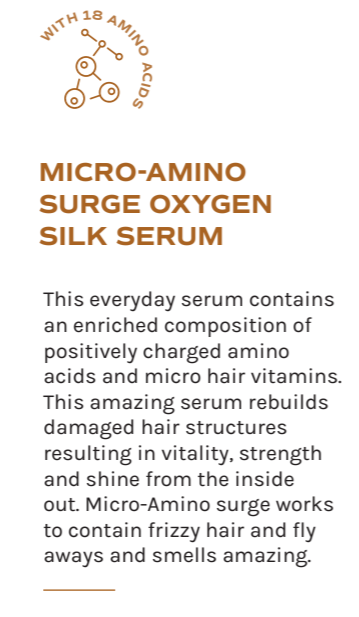 WITH 18 AMINO ACIDS
MICRO-AMINO
SURGE OXYGEN
SILK SERUM
This everyday serum contains
an enriched composition of
positively charged amino
acids and micro hair vitamins.
This amazing serum rebuilds
damaged hair structures
resulting in vitality, strength
and shine from the inside
out. Micro-Amino surge works
to contain frizzy hair and fly
aways and smells amazing.